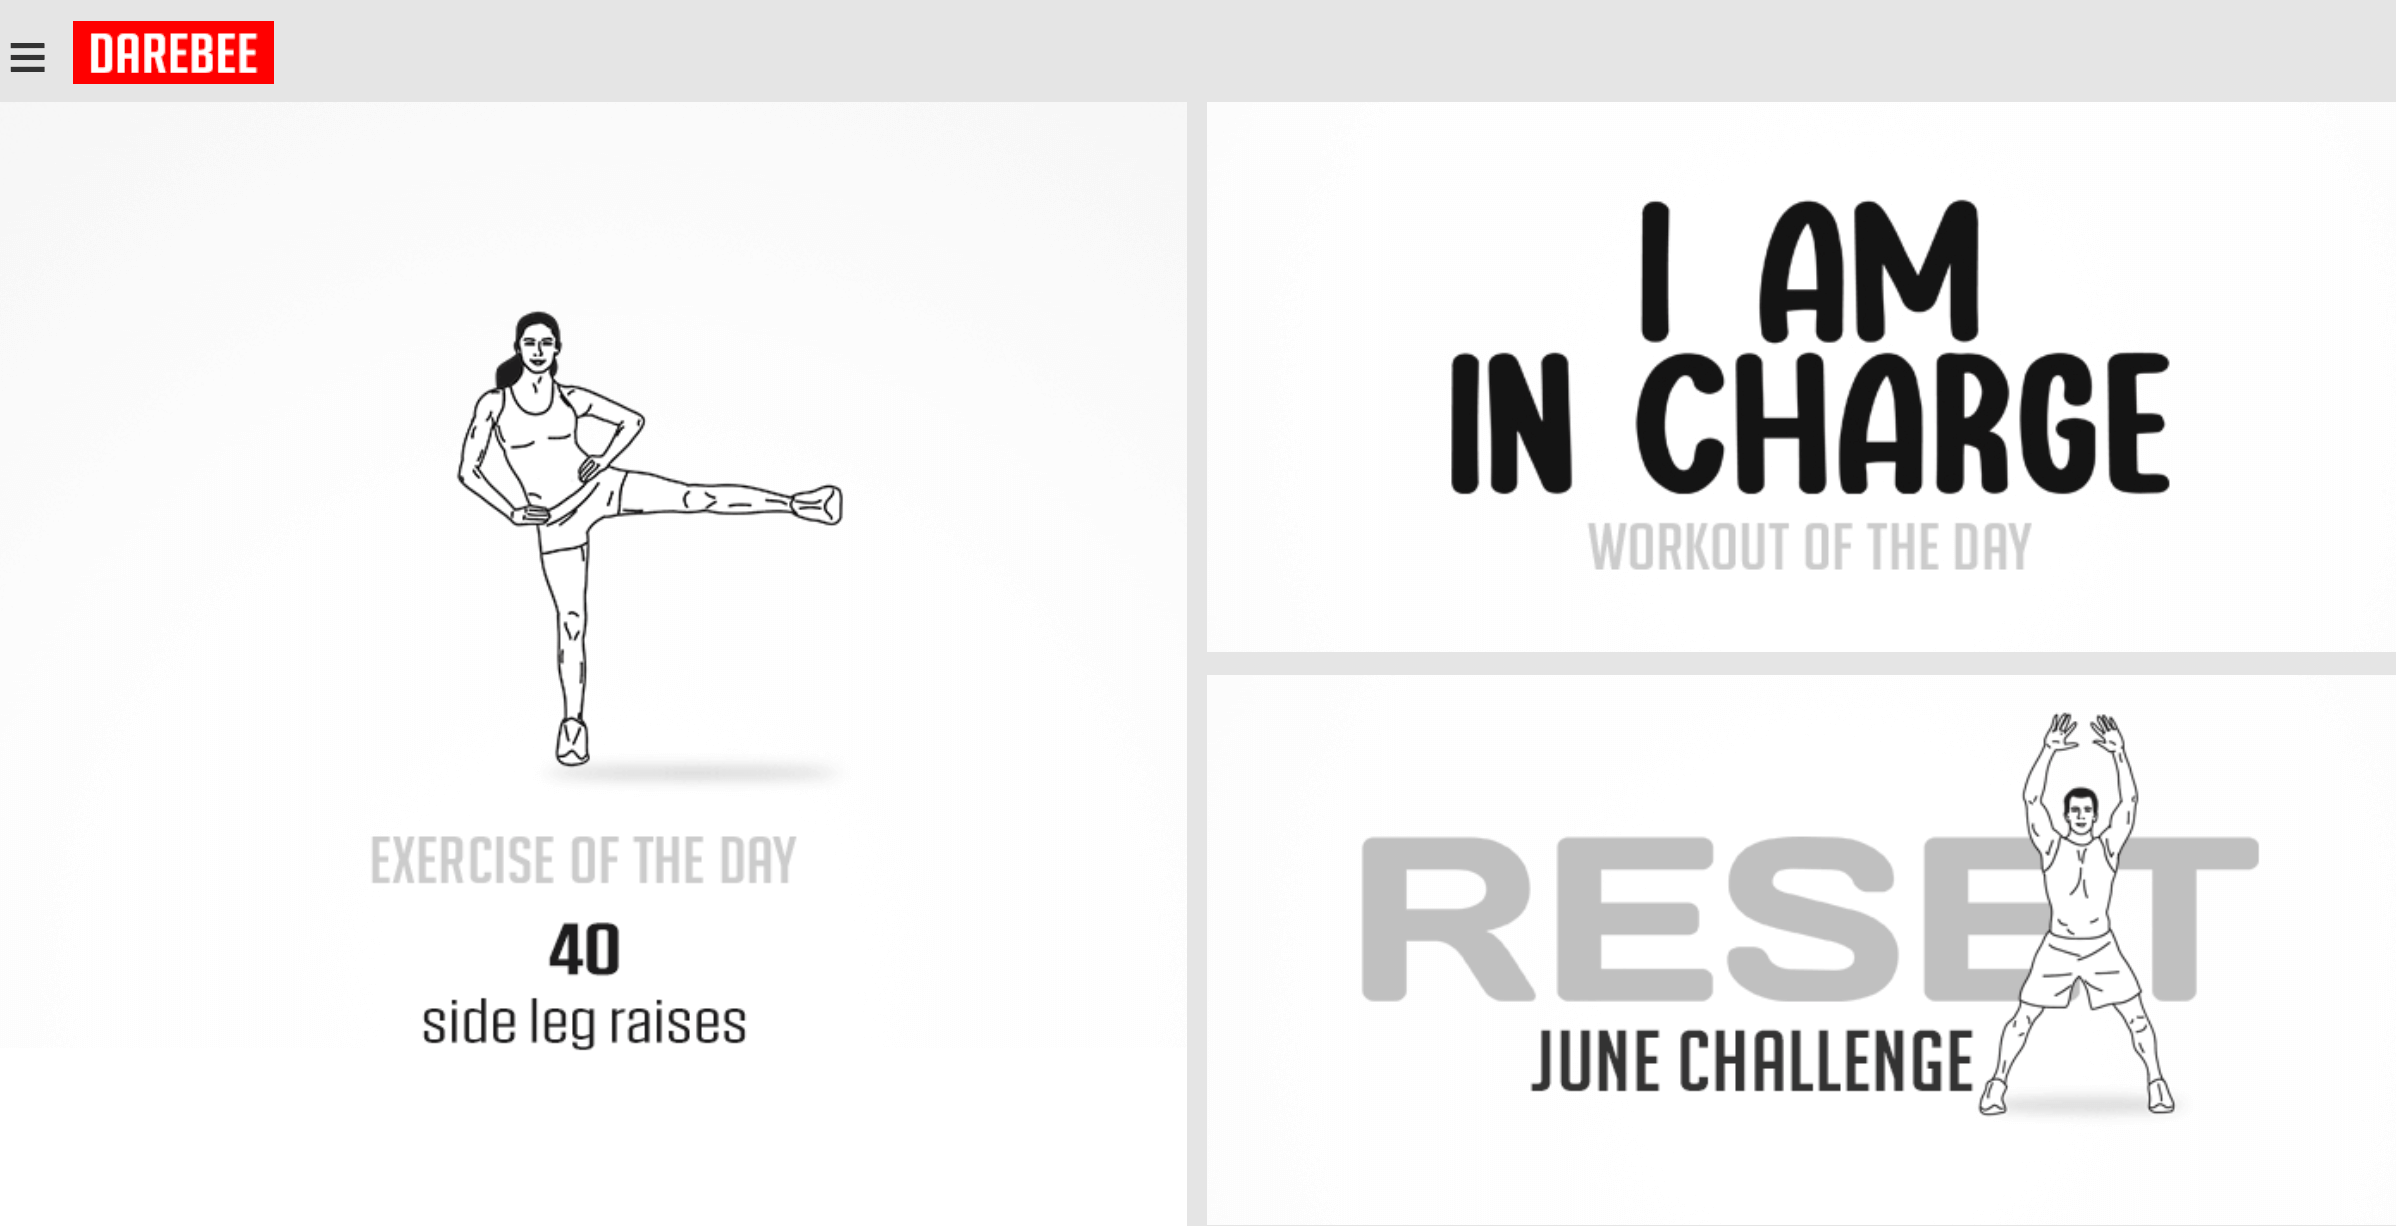 DAREBEE
EXERCISE OF THE DAY
40
side leg raises
I AM
IN CHARGE
WORKOUT OF THE DAY
RESET
JUNE CHALLENGE